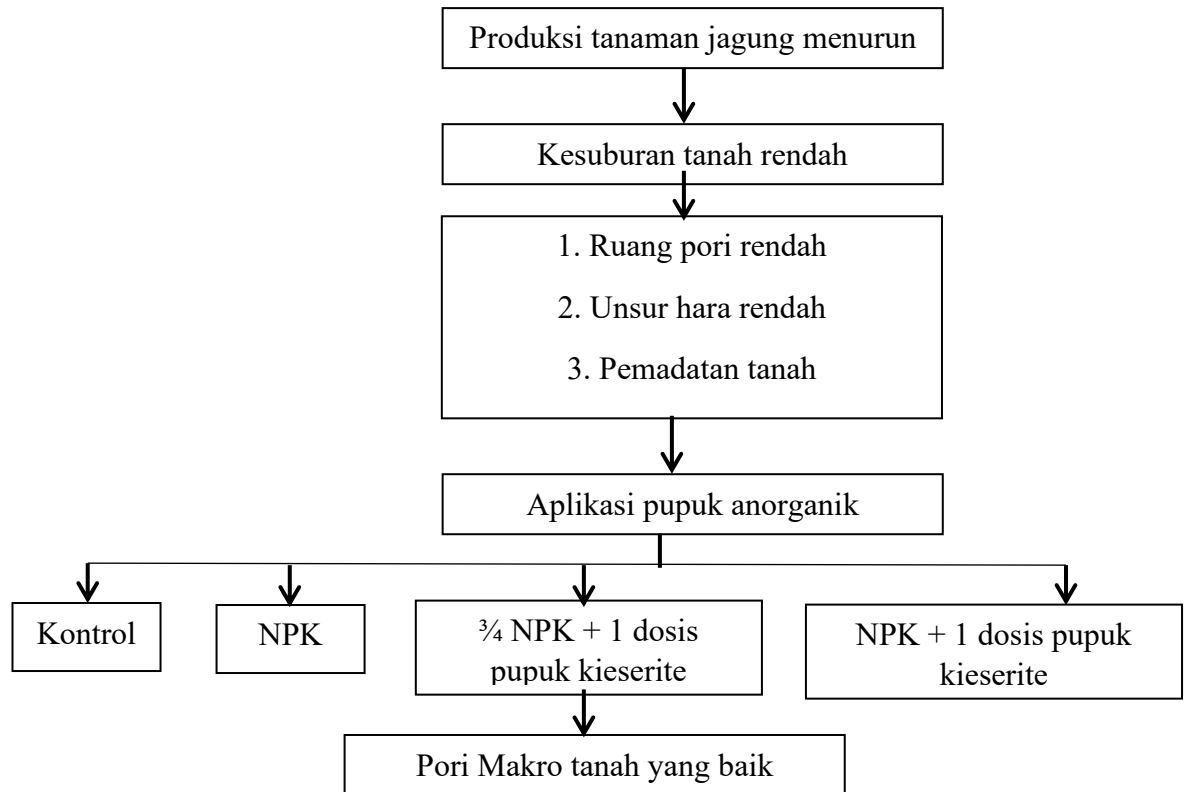 Produksi tanaman jagung menurun
Kesuburan tanah rendah
1. Ruang pori rendah
2. Unsur hara rendah
3. Pemadatan tanah
Aplikasi pupuk anorganik
Kontrol
NPK
¾ NPK + 1 dosis
pupuk kieserite
NPK + 1 dosis pupuk
kieserite
Pori Makro tanah yang baik